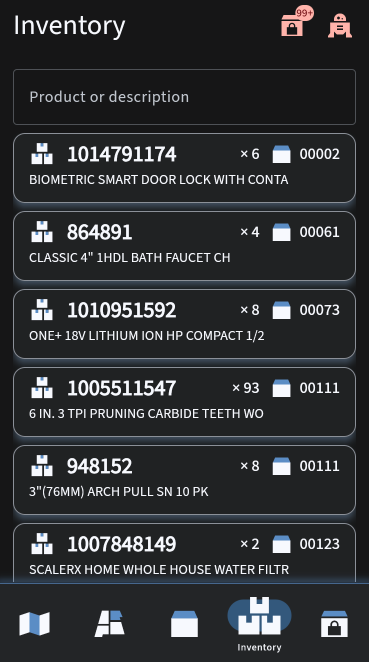 Inventory
99+
Product or description
1014791174 × 6 00002
BIOMETRIC SMART DOOR LOCK WITH CONTA
864891 × 4 00061
CLASSIC 4" 1HDL BATH FAUCET CH
1010951592 × 8 00073
ONE+ 18V LITHIUM ION HP COMPACT 1/2
1005511547 × 93 00111
6 IN. 3 TPI PRUNING CARBIDE TEETH WO
948152 × 8 00111
3"(76MM) ARCH PULL SN 10 PK
1007848149 × 2 00123
SCALERX HOME WHOLE HOUSE WATER FILTR
Inventory